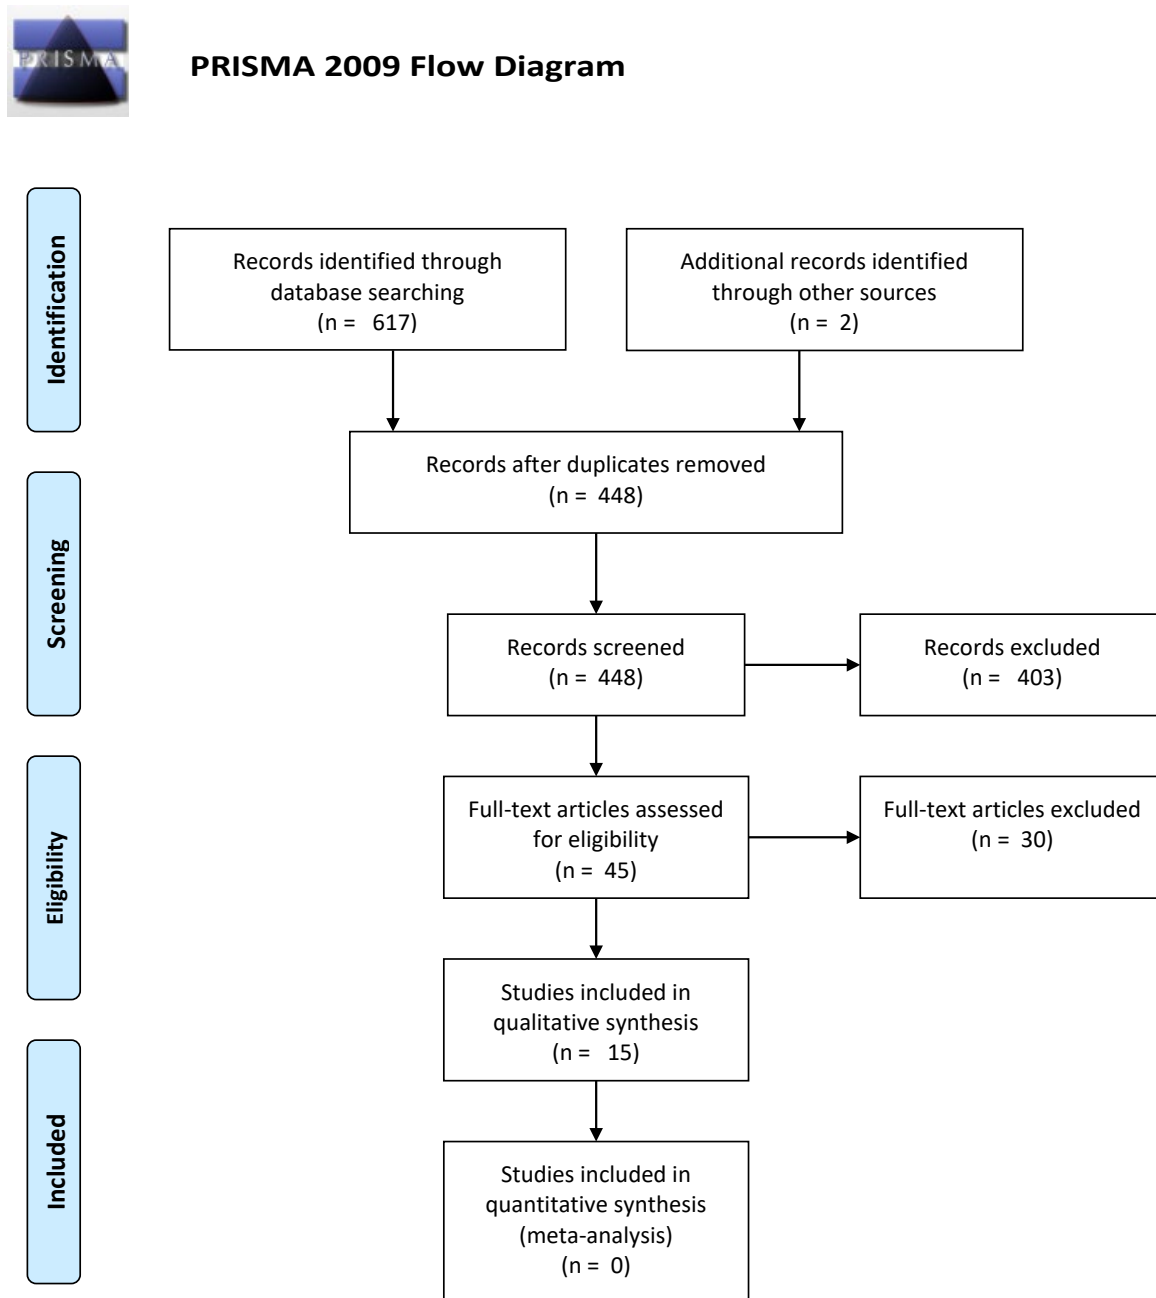 PRISMA
PRISMA 2009 Flow Diagram
Identification
Records identified through
database searching
(n = 617)
Additional records identified
through other sources
(n = 2)
Records after duplicates removed
(n = 448)
Screening
Records screened
(n = 448)
Records excluded
(n = 403)
Eligibility
Full-text articles assessed
for eligibility
(n = 45)
Full-text articles excluded
(n = 30)
Studies included in
qualitative synthesis
(n = 15)
Included
Studies included in
quantitative synthesis
(meta-analysis)
(n = 0)